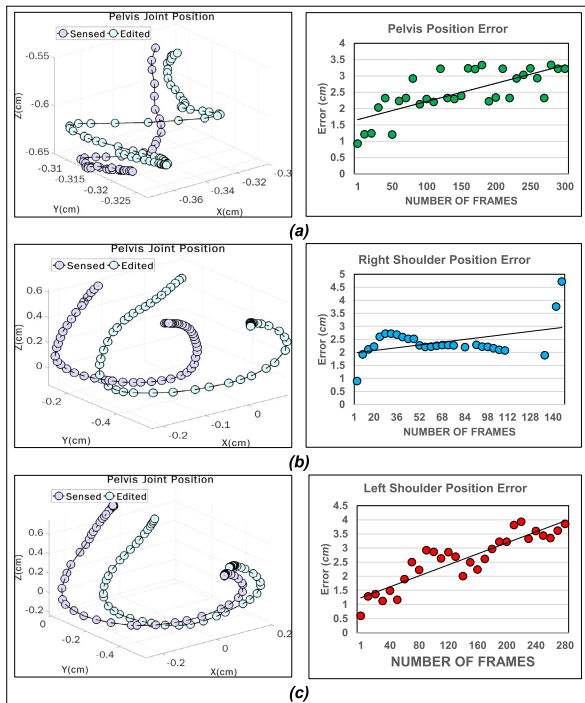 Pelvis Joint Position
Sensed Edited
-0.55
-0.6
-0.65
Z(cm)
-0.31
-0.315
-0.32
-0.325
Y(cm)
-0.36
-0.34
-0.32
-0.3
X(cm)
Pelvis Position Error
4
3.5
3
2.5
2
1.5
1
0.5
0
Error (cm)
1 50 100 150 200 250 300
NUMBER OF FRAMES
(a)
Pelvis Joint Position
Sensed Edited
0.6
0.4
0.2
0
Z(cm)
-0.2
-0.4
Y(cm)
-0.2
-0.1
0
X(cm)
Right Shoulder Position Error
5
4.5
4
3.5
3
2.5
2
1.5
1
0.5
0
Error (cm)
1 20 36 52 68 84 98 112 128 140
NUMBER OF FRAMES
(b)
Pelvis Joint Position
Sensed Edited
0.6
0.4
0.2
0
-0.2
Z(cm)
0
-0.2
-0.4
Y(cm)
-0.2
0
0.2
X(cm)
Left Shoulder Position Error
4.5
4
3.5
3
2.5
2
1.5
1
0.5
0
Error (cm)
1 40 80 120 160 200 240 280
NUMBER OF FRAMES
(c)